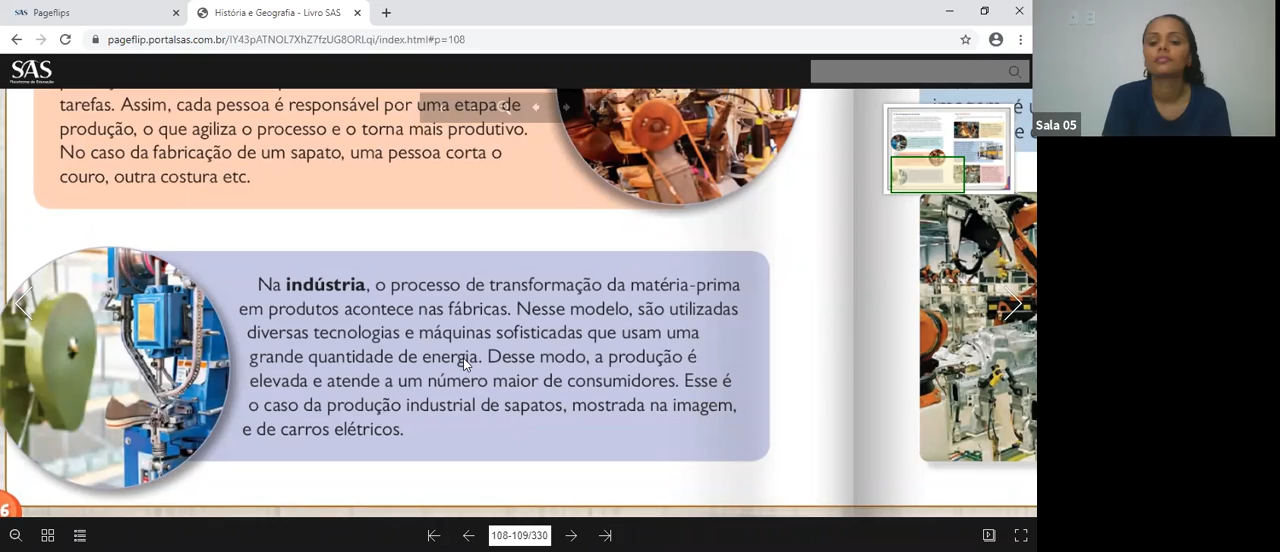 SAS Pageflips
História e Geografia - Livro SAS
pageflip.portalsas.com.br/lY43pATNOL7XhZ7fzUG8ORLqi/index.html#p=108
SAS
Plataforma de Educação
Sala 05
tarefas. Assim, cada pessoa é responsável por uma etapa de
produção, o que agiliza o processo e o torna mais produtivo.
No caso da fabricação de um sapato, uma pessoa corta o
couro, outra costura etc.
Na indústria, o processo de transformação da matéria-prima
em produtos acontece nas fábricas. Nesse modelo, são utilizadas
diversas tecnologias e máquinas sofisticadas que usam uma
grande quantidade de energia. Desse modo, a produção é
elevada e atende a um número maior de consumidores. Esse é
o caso da produção industrial de sapatos, mostrada na imagem,
e de carros elétricos.
6
108-109/330